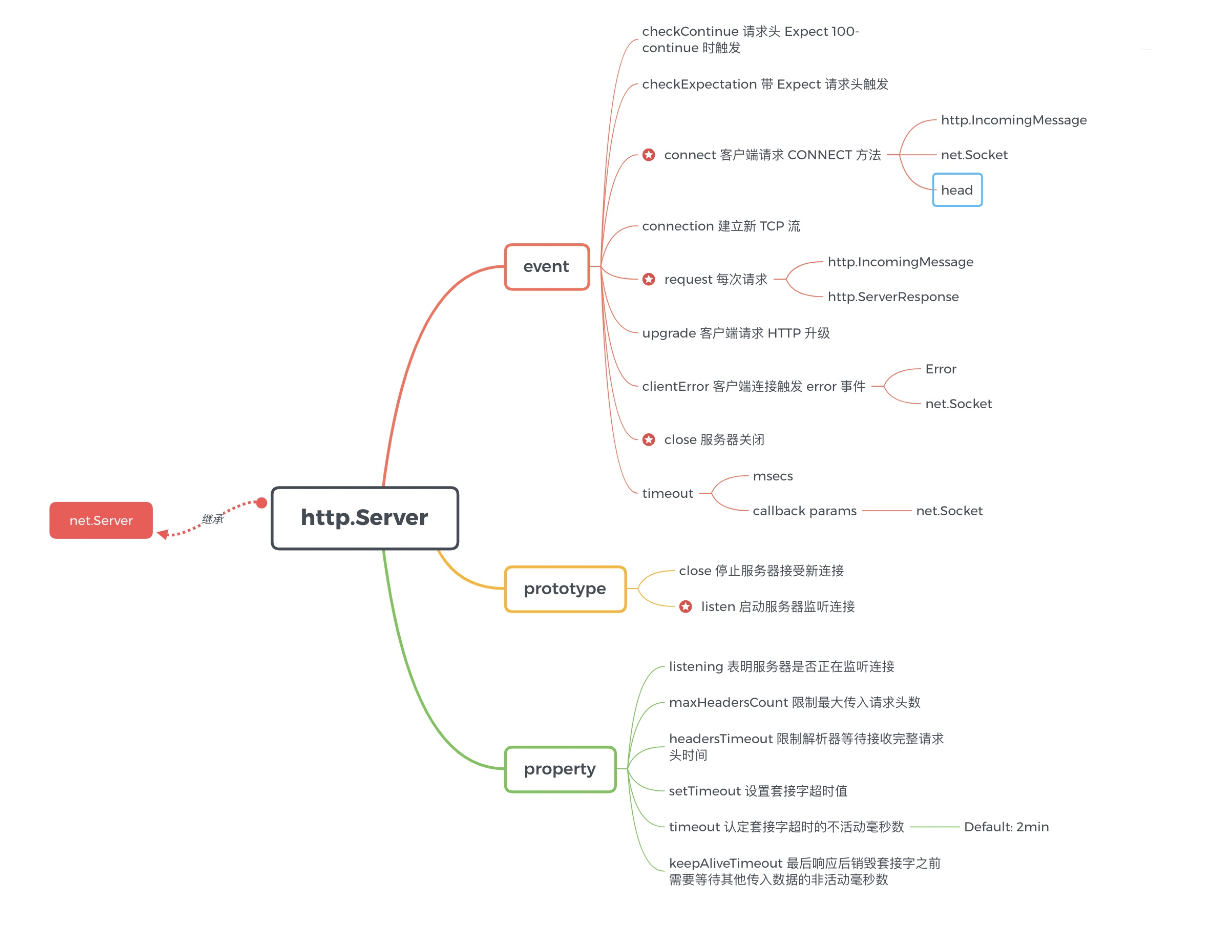 checkContinue 请求头 Expect 100-
continue 时触发
checkExpectation 带 Expect 请求头触发
connect 客户端请求 CONNECT 方法
http.IncomingMessage
net.Socket
head
connection 建立新 TCP 流
event
request 每次请求
http.IncomingMessage
http.ServerResponse
upgrade 客户端请求 HTTP 升级
clientError 客户端连接触发 error 事件
Error
net.Socket
close 服务器关闭
timeout
msecs
callback params
net.Socket
net.Server
继承
http.Server
prototype
close 停止服务器接受新连接
listen 启动服务器监听连接
property
listening 表明服务器是否正在监听连接
maxHeadersCount 限制最大传入请求头数
headersTimeout 限制解析器等待接收完整请求
头时间
setTimeout 设置套接字超时值
timeout 认定套接字超时的不活动毫秒数
Default: 2min
keepAliveTimeout 最后响应后销毁套接字之前
需要等待其他传入数据的非活动毫秒数